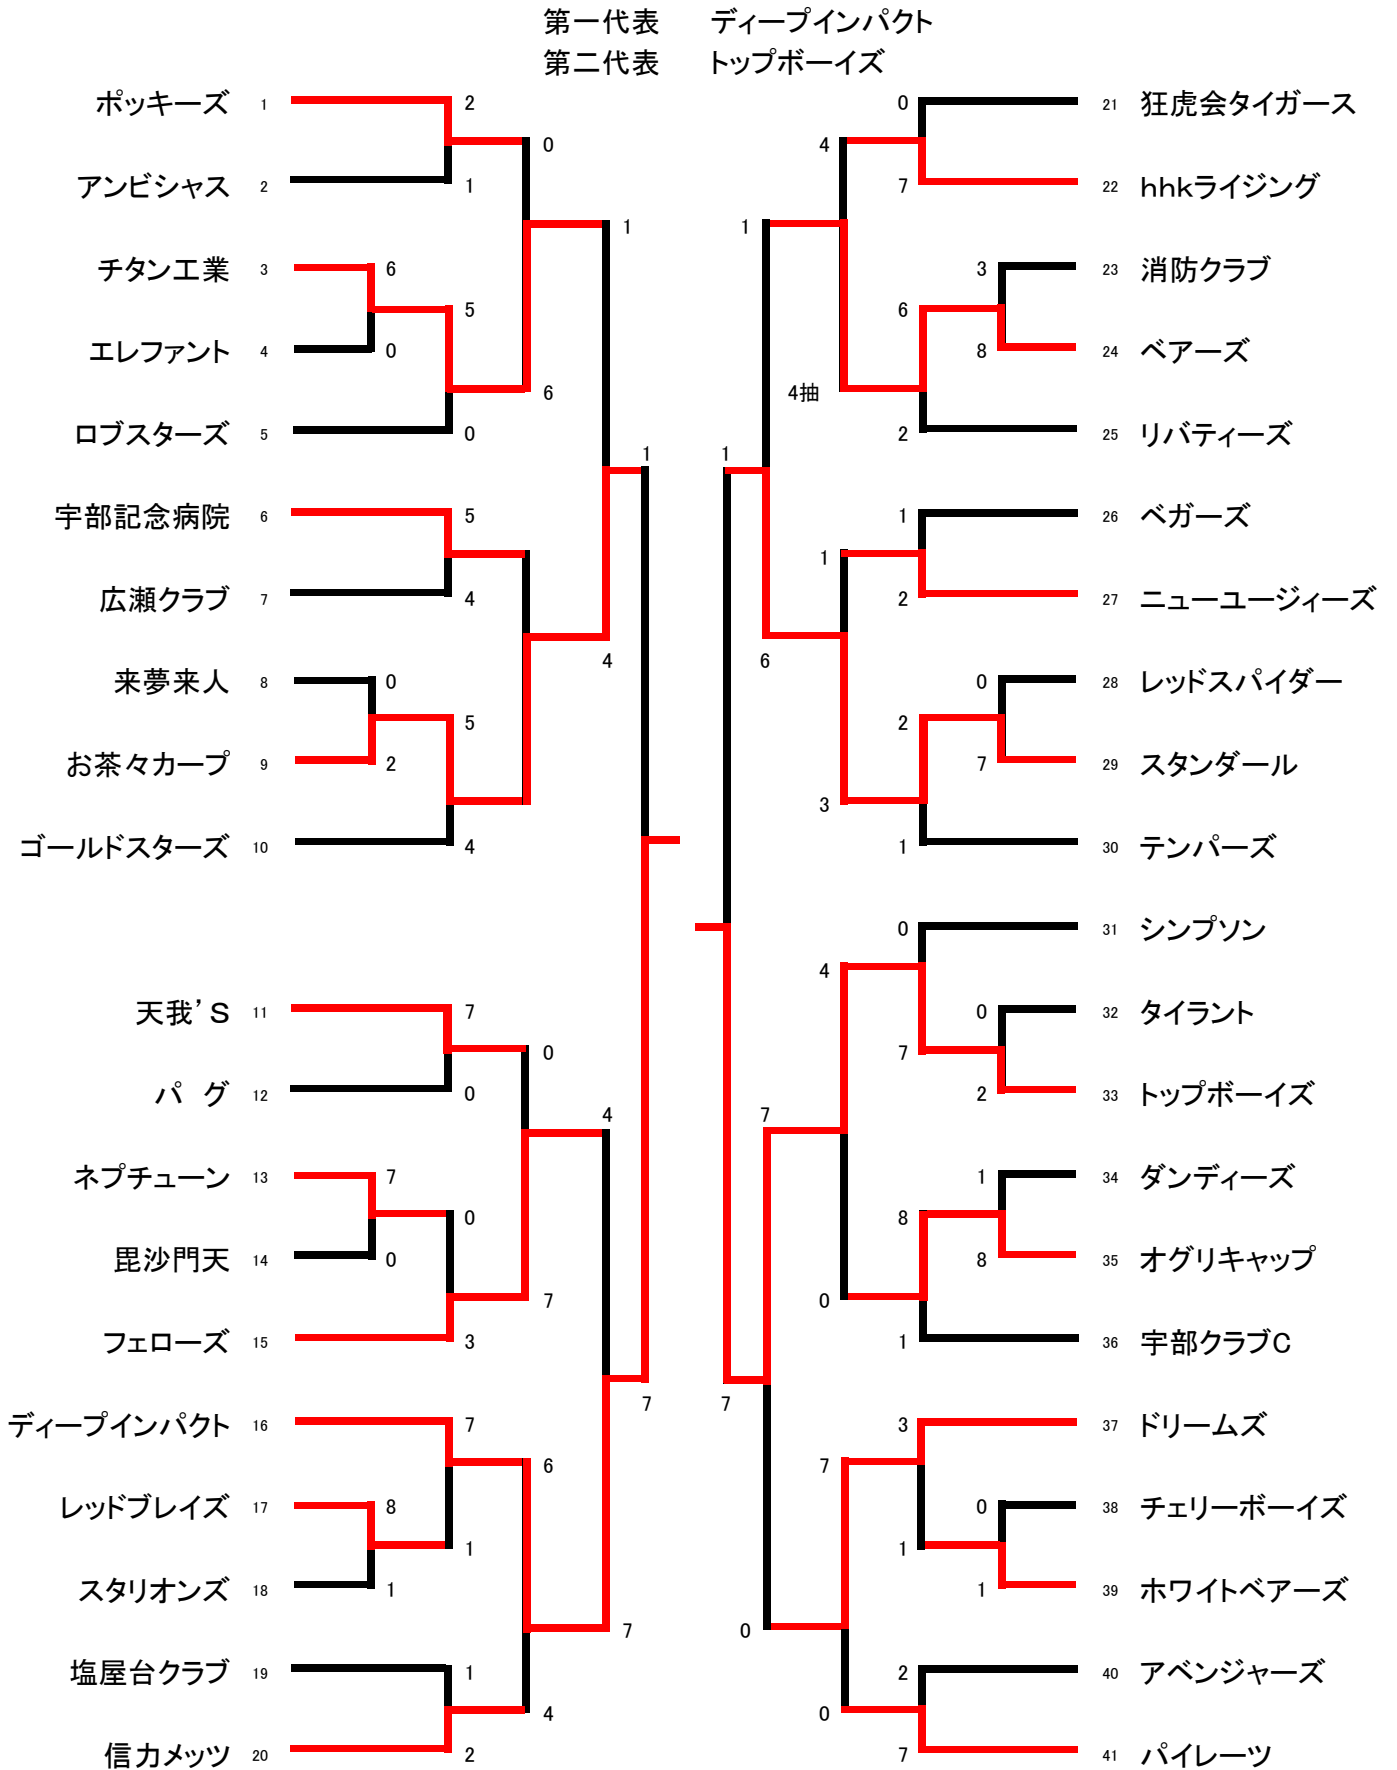 第一代表 ディープインパクト
第二代表 トップボーイズ
ポッキーズ 1 2 0 21 狂虎会タイガース
0 4
アンビシャス 2 1 7 22 hhkライジング
1 1
チタン工業 3 6 3 23 消防クラブ
5 6
エレファント 4 0 8 24 ベアーズ
6 4抽
ロブスターズ 5 0 2 25 リバティーズ
1 1
宇部記念病院 6 5 1 26 ベガーズ
1
広瀬クラブ 7 4 2 27 ニューユージィーズ
4 6
来夢来人 8 0 0 28 レッドスパイダー
5 2
お茶々カープ 9 2 7 29 スタンダール
3
ゴールドスターズ 10 4 1 30 テンパーズ
0 31 シンプソン
4
天我’S 11 7 0 32 タイラント
0 7
パ グ 12 0 2 33 トップボーイズ
4 7
ネプチューン 13 7 1 34 ダンディーズ
0 8
毘沙門天 14 0 8 35 オグリキャップ
7 0
フェローズ 15 3 1 36 宇部クラブC
7 7
ディープインパクト 16 7 3 37 ドリームズ
6 7
レッドブレイズ 17 8 0 38 チェリーボーイズ
1 1
スタリオンズ 18 1 1 39 ホワイトベアーズ
7 0
塩屋台クラブ 19 1 2 40 アベンジャーズ
4 0
信力メッツ 20 2 7 41 パイレーツ